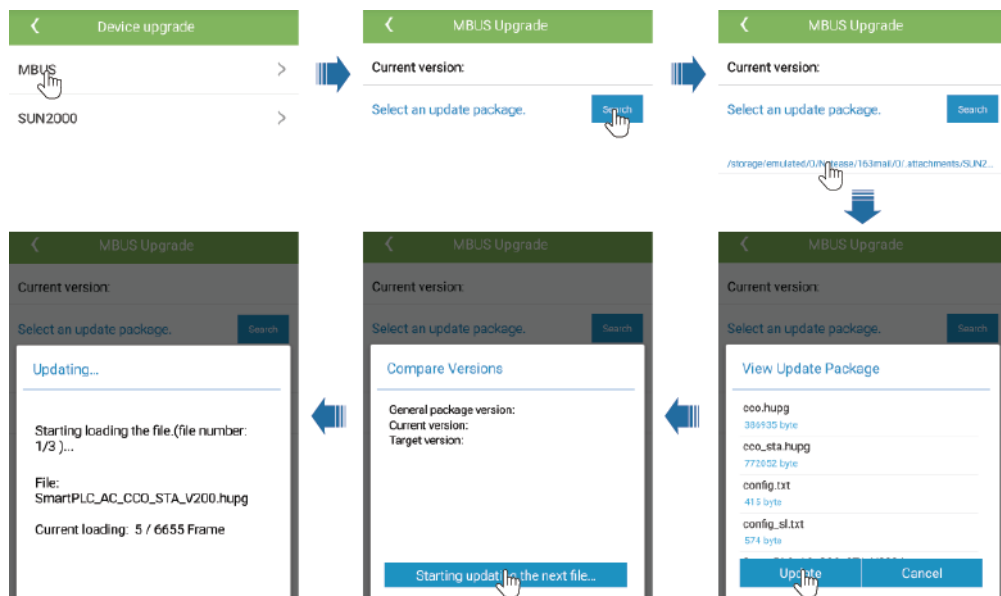 Device upgrade
MBUS
SUN2000
MBUS Upgrade
Current version:
Select an update package.
Search
MBUS Upgrade
Current version:
Select an update package.
Search
/storage/emulated/0/Netease/163mail/0/.attachments/SUN2...
MBUS Upgrade
Current version:
Select an update package.
Search
View Update Package
cco.hupg
386935 byte
cco_sta.hupg
772052 byte
config.txt
415 byte
config_sl.txt
574 byte
Update
Cancel
MBUS Upgrade
Current version:
Select an update package.
Search
Compare Versions
General package version:
Current version:
Target version:
Starting updating the next file...
MBUS Upgrade
Current version:
Select an update package.
Search
Updating...
Starting loading the file.(file number:
1/3 )...
File:
SmartPLC_AC_CCO_STA_V200.hupg
Current loading: 5 / 6655 Frame